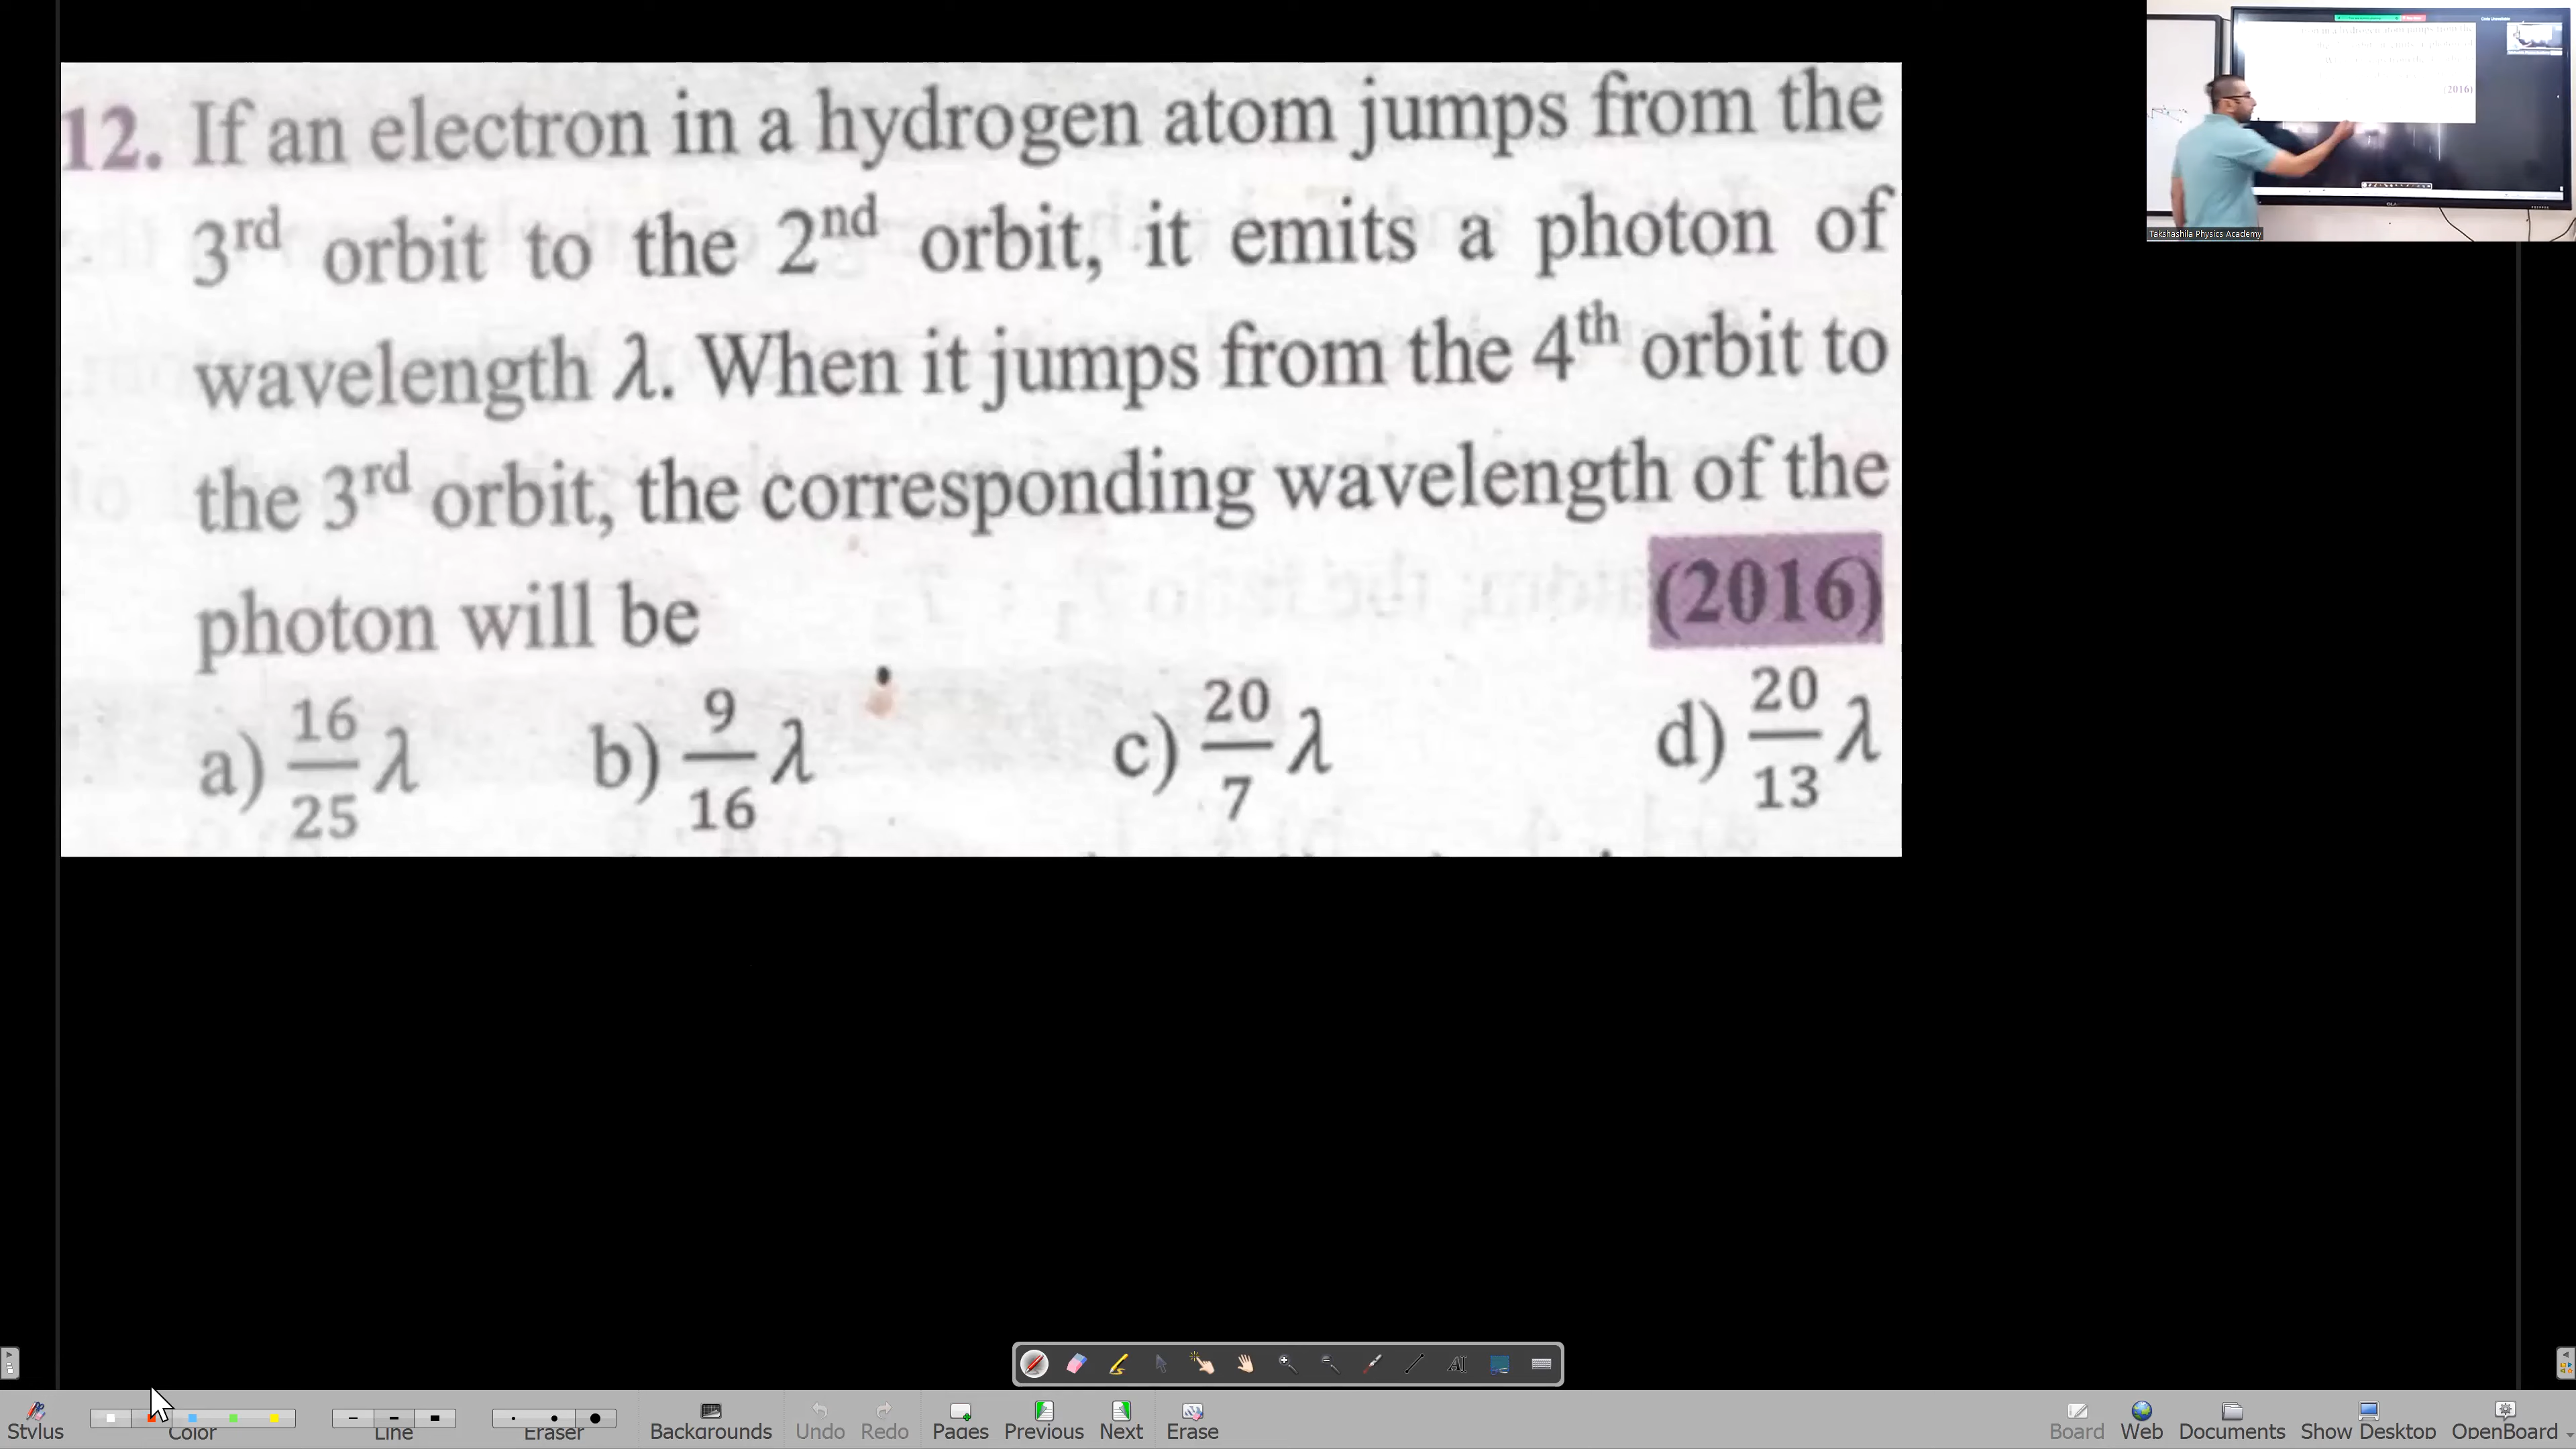 12. If an electron in a hydrogen atom jumps from the
3rd orbit to the 2nd orbit, it emits a photon of
wavelength λ. When it jumps from the 4th orbit to
the 3rd orbit, the corresponding wavelength of the
photon will be
(2016)
a) 16/25 λ b) 9/16 λ c) 20/7 λ d) 20/13 λ
(2016)
Takshashila Physics Academy
Stylus Color Line Eraser Backgrounds Undo Redo Pages Previous Next Erase Board Web Documents Show Desktop OpenBoard